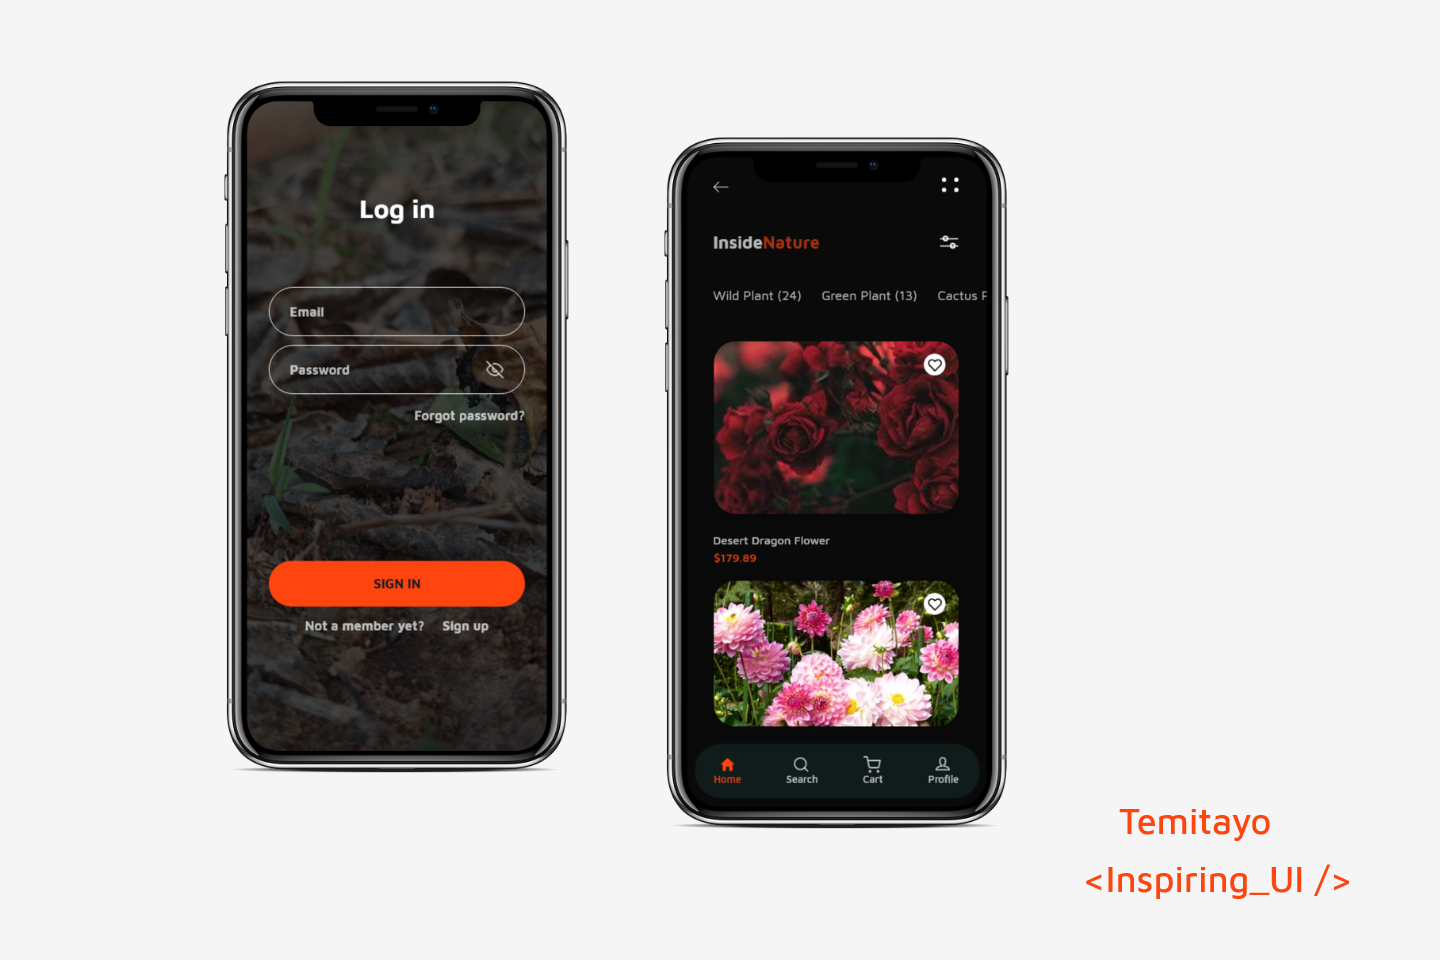 Log in
Email
Password
Forgot password?
SIGN IN
Not a member yet? Sign up
InsideNature
Wild Plant (24) Green Plant (13) Cactus P
Desert Dragon Flower
$179.89
Home Search Cart Profile
Temitayo
<Inspiring_UI />